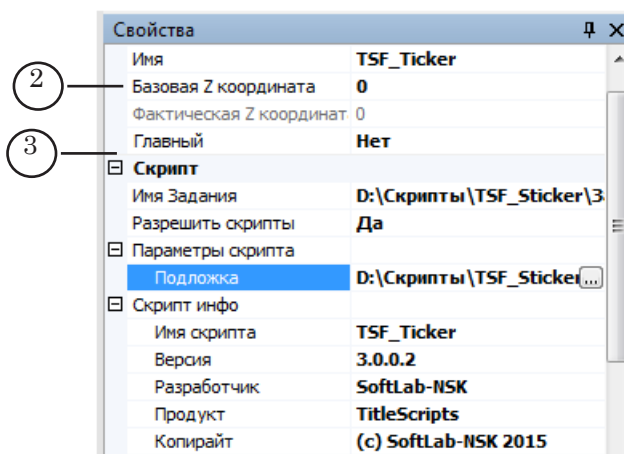 Свойства
Имя TSF_Ticker
2 Базовая Z координата 0
Фактическая Z координат 0
3 Главный Нет
Скрипт
Имя Задания D:\Скрипты\TSF_Sticker\За
Разрешить скрипты Да
Параметры скрипта
Подложка D:\Скрипты\TSF_Sticker ...
Скрипт инфо
Имя скрипта TSF_Ticker
Версия 3.0.0.2
Разработчик SoftLab-NSK
Продукт TitleScripts
Копирайт (c) SoftLab-NSK 2015